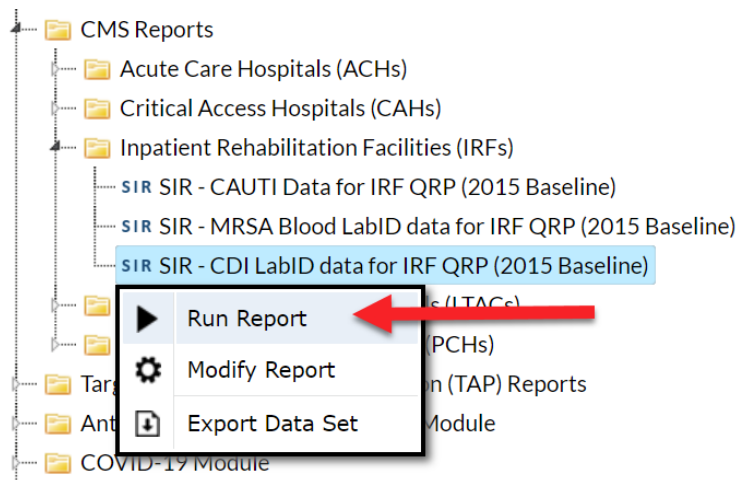 CMS Reports
Acute Care Hospitals (ACHs)
Critical Access Hospitals (CAHs)
Inpatient Rehabilitation Facilities (IRFs)
SIR SIR - CAUTI Data for IRF QRP (2015 Baseline)
SIR SIR - MRSA Blood LabID data for IRF QRP (2015 Baseline)
SIR SIR - CDI LabID data for IRF QRP (2015 Baseline)
Run Report
(PCHs)
Modify Report
(TAP) Reports
Export Data Set
Module
COVID-19 Module